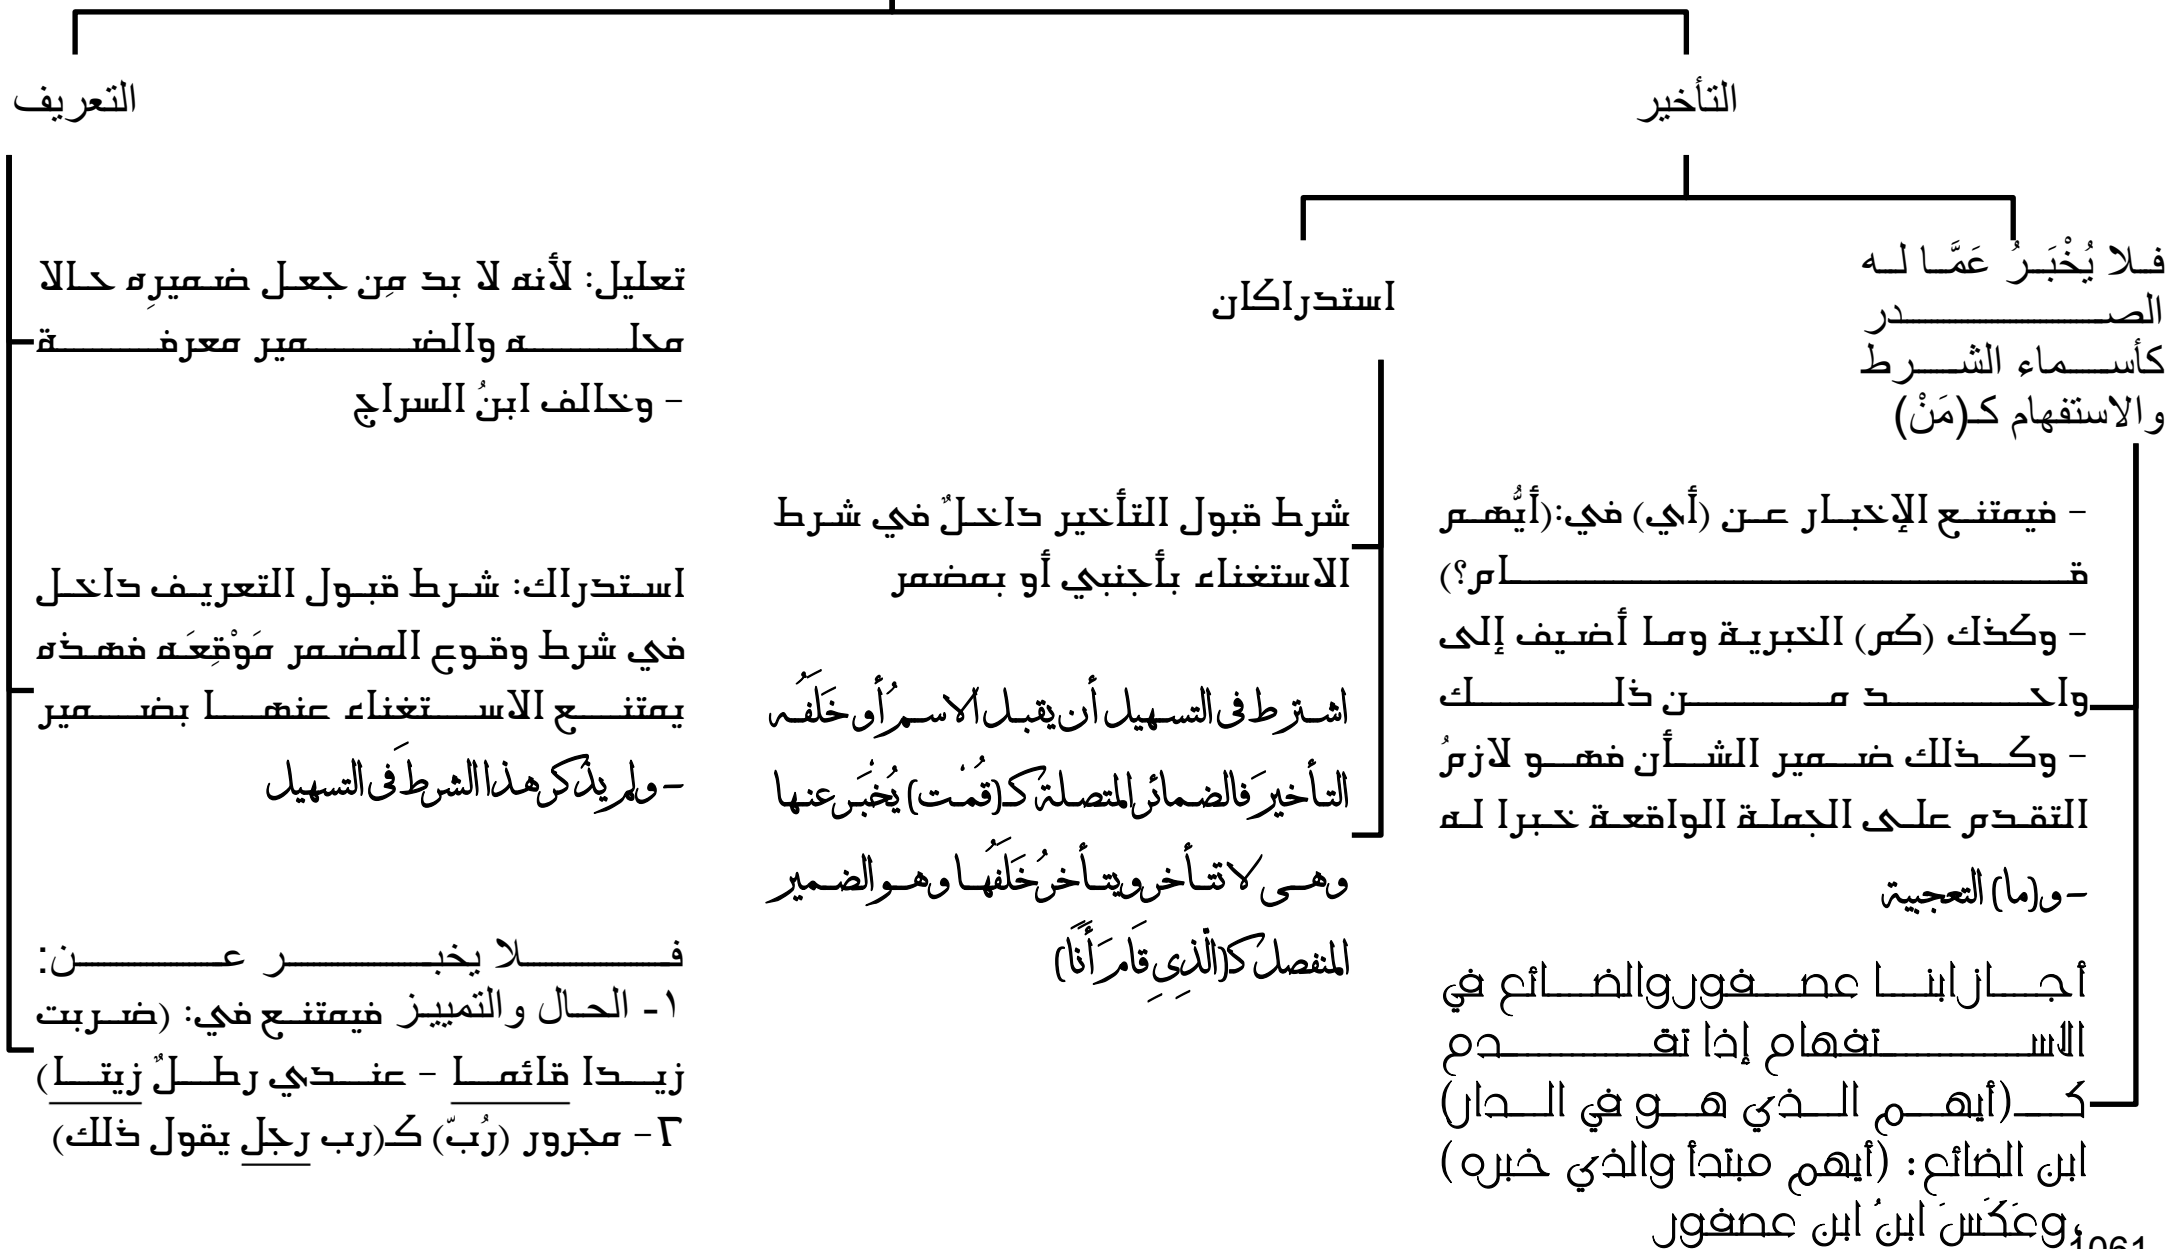 التأخير
التعريف
فلا يُخْبَرُ عَمَّا له
الصدر
كأسماء الشرط
والاستفهام كـ(مَنْ)
- فيمتنع الإخبار عن (أي) في:(أيُّهم
قام؟)
- وكذلك (كم) الخبرية وما أضيف إلى
واحد من ذلك
- وكذلك ضمير الشأن فهو لازمُ
التقدم على الجملة الواقعة خبرا له
- و(ما) التعجبية
أجاز ابنا عصفور والضائع في
الاستفهام إذا تقدم
كـ(أيهم الذي هو في الدار)
ابن الضائع: (أيهم مبتدأ والذي خبره)
وعَكَسَ ابنُ ابن عصفور
استدراكان
شرط قبول التأخير داخلٌ في شرط
الاستغناء بأجنبي أو بمضمر
اشترط في التسهيل أن يقبل الاسمُ أو خَلَفُه
التأخيرَ فالضمائر المتصلة كـ(قُمْت) يُخْبَر عنها
وهي لا تتأخر ويتأخرُ خَلَفُها وهو الضمير
المنفصل كـ(الَّذِي قَامَ أَنَا)
تعليل: لأنه لا بد مِن جعل ضميرِه حالا
محله والضمير معرفة
- وخالف ابنُ السراج
استدراك: شرط قبول التعريف داخل
في شرط وقوع المضمر مَوْقِعَه فهذه
يمتنع الاستغناء عنها بضمير
- ولم يذْكر هذا الشرطَ في التسهيل
فلا يخبر عن:
١- الحال والتمييز فيمتنع في: (ضربت
زيدا قائما - عندي رطلٌ زيتا)
٢- مجرور (رُبّ) كـ(رب رجل يقول ذلك)
1061